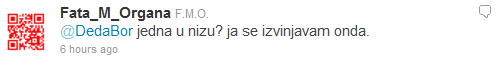 Fata_M_Organa F.M.O.
@DedaBor jedna u nizu? ja se izvinjavam onda.
6 hours ago